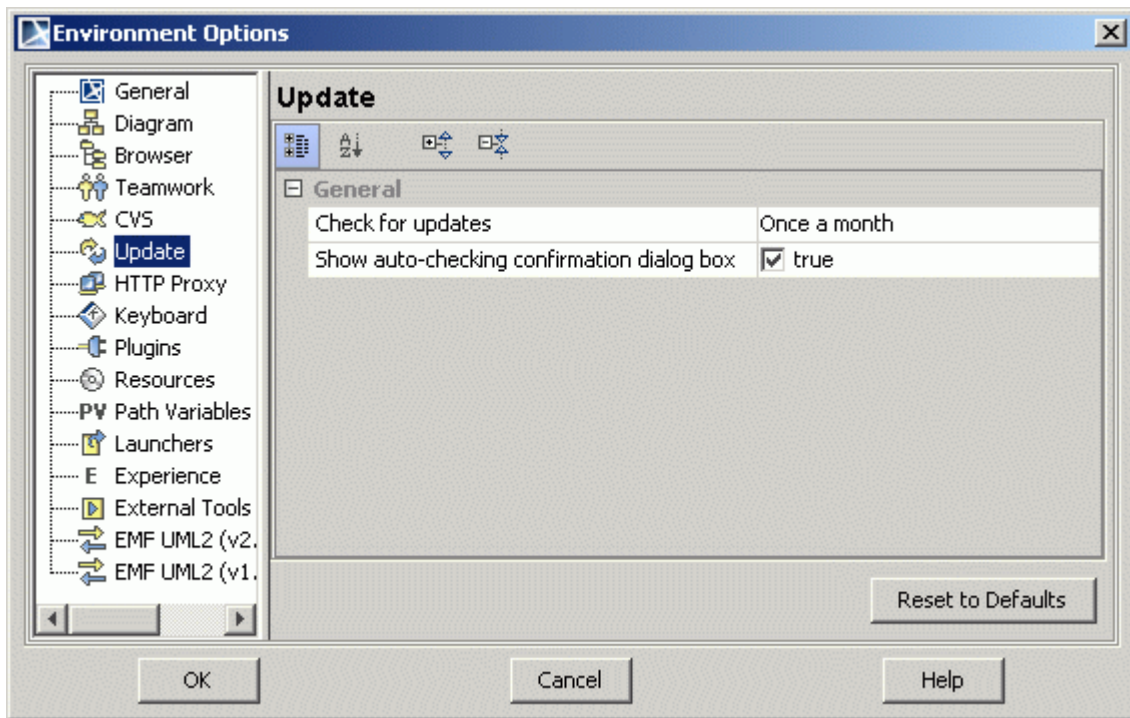 Environment Options
General
Diagram
Browser
Teamwork
CVS
Update
HTTP Proxy
Keyboard
Plugins
Resources
PV Path Variables
Launchers
E Experience
External Tools
EMF UML2 (v2.
EMF UML2 (v1.
Update
General
Check for updates Once a month
Show auto-checking confirmation dialog box true
Reset to Defaults
OK Cancel Help